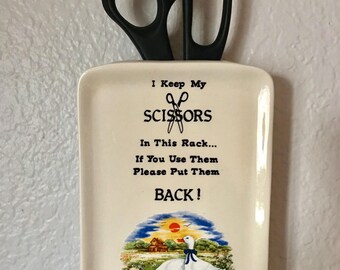 I Keep My
SCISSORS
In This Rack...
If You Use Them
Please Put Them
BACK!